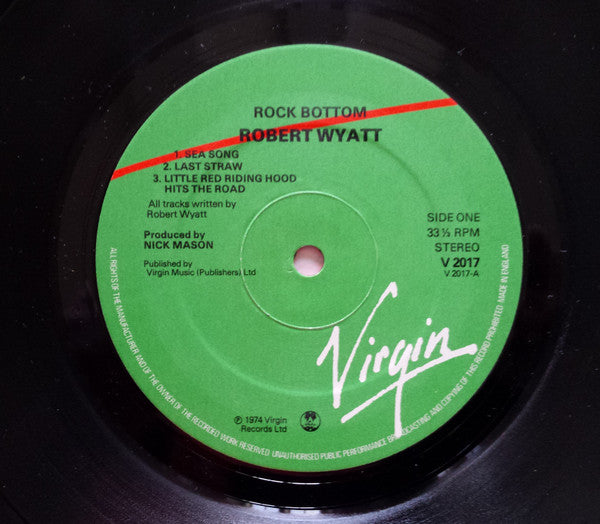 ROCK BOTTOM
ROBERT WYATT
1. SEA SONG
2. LAST STRAW
3. LITTLE RED RIDING HOOD
HITS THE ROAD
All tracks written by
Robert Wyatt
Produced by
NICK MASON
Published by
Virgin Music (Publishers) Ltd
SIDE ONE
33⅓ RPM
STEREO
V 2017
V 2017-A
Virgin
℗ 1974 Virgin
Records Ltd
ALL RIGHTS OF THE MANUFACTURER AND OF THE OWNER OF THE RECORDED WORK RESERVED. UNAUTHORISED PUBLIC PERFORMANCE BROADCASTING AND COPYING OF THIS RECORD PROHIBITED. MADE IN ENGLAND